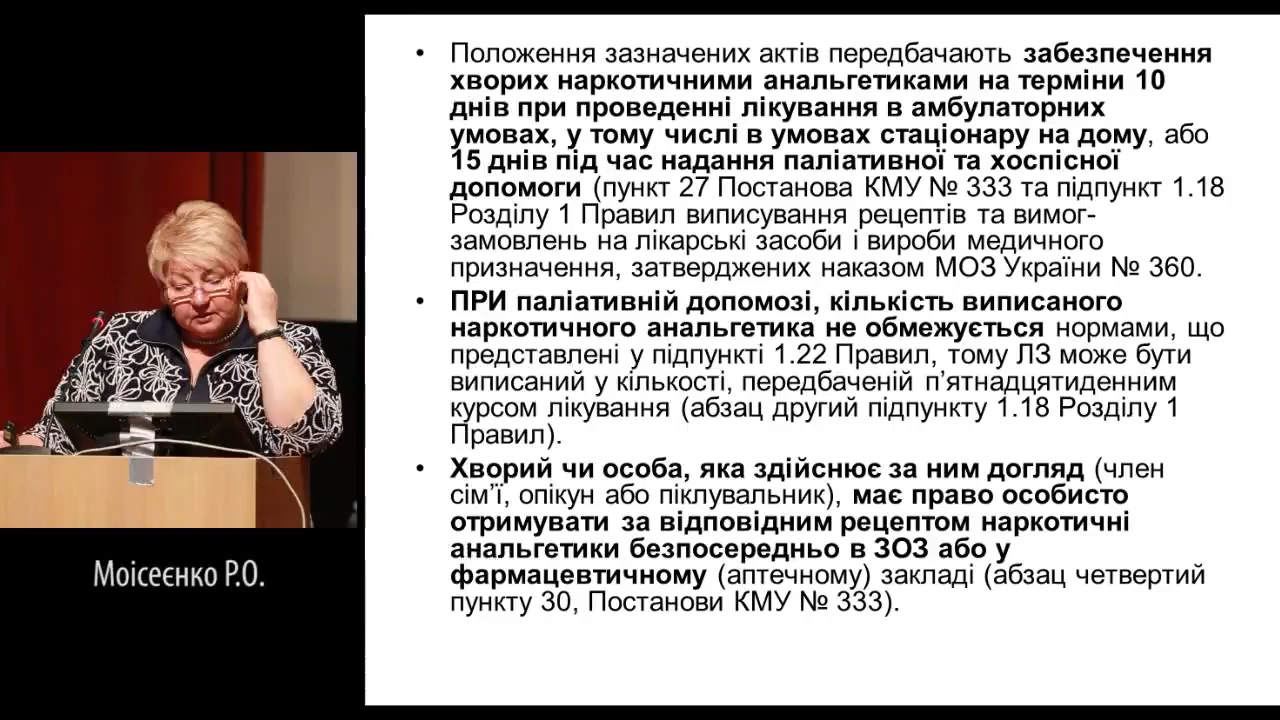 • Положення зазначених актів передбачають забезпечення
хворих наркотичними анальгетиками на терміни 10
днів при проведенні лікування в амбулаторних
умовах, у тому числі в умовах стаціонару на дому, або
15 днів під час надання паліативної та хоспісної
допомоги (пункт 27 Постанова КМУ № 333 та підпункт 1.18
Розділу 1 Правил виписування рецептів та вимог-
замовлень на лікарські засоби і вироби медичного
призначення, затверджених наказом МОЗ України № 360.
• ПРИ паліативній допомозі, кількість виписаного
наркотичного анальгетика не обмежується нормами, що
представлені у підпункті 1.22 Правил, тому ЛЗ може бути
виписаний у кількості, передбаченій п’ятнадцятиденним
курсом лікування (абзац другий підпункту 1.18 Розділу 1
Правил).
• Хворий чи особа, яка здійснює за ним догляд (член
сім’ї, опікун або піклувальник), має право особисто
отримувати за відповідним рецептом наркотичні
анальгетики безпосередньо в ЗОЗ або у
фармацевтичному (аптечному) закладі (абзац четвертий
пункту 30, Постанови КМУ № 333).
Моісеєнко Р.О.